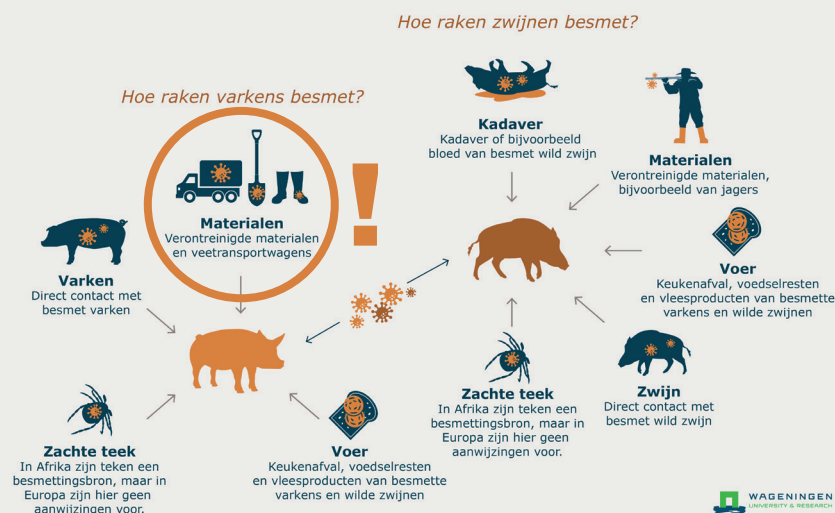 Hoe raken zwijnen besmet?
Hoe raken varkens besmet?
Kadaver
Kadaver of bijvoorbeeld
bloed van besmet wild zwijn
Materialen
Verontreinigde materialen,
bijvoorbeeld van jagers
Materialen
Verontreinigde materialen
en veetransportwagens
!
Varken
Direct contact met
besmet varken
Voer
Keukenafval, voedselresten
en vleesproducten van besmette
varkens en wilde zwijnen
Zachte teek
In Afrika zijn teken een
besmettingsbron, maar in
Europa zijn hier geen
aanwijzingen voor.
Zwijn
Direct contact met
besmet wild zwijn
Zachte teek
In Afrika zijn teken een
besmettingsbron, maar in
Europa zijn hier geen
aanwijzingen voor.
Voer
Keukenafval, voedselresten
en vleesproducten van besmette
varkens en wilde zwijnen
WAGENINGEN
UNIVERSITY & RESEARCH